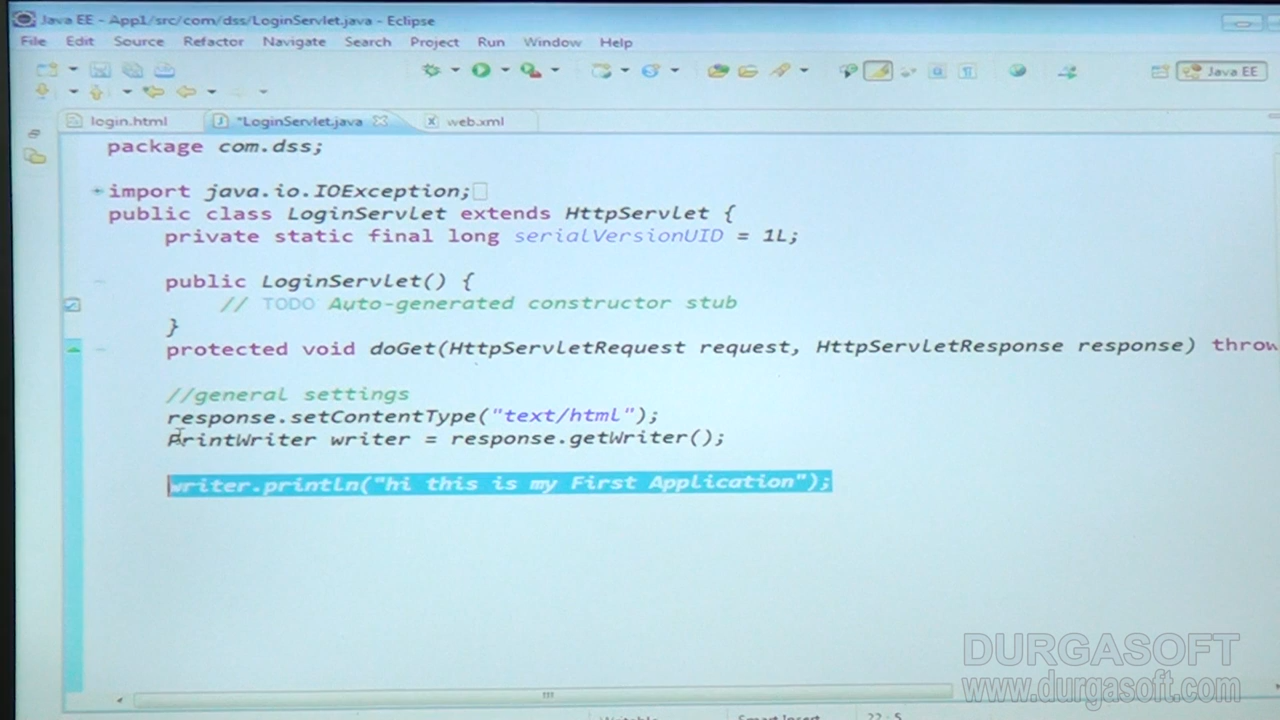 Java EE - App1/src/com/dss/LoginServlet.java - Eclipse
File Edit Source Refactor Navigate Search Project Run Window Help
Java EE
login.html *LoginServlet.java web.xml
package com.dss;
import java.io.IOException;
public class LoginServlet extends HttpServlet {
private static final long serialVersionUID = 1L;
public LoginServlet() {
// TODO Auto-generated constructor stub
}
protected void doGet(HttpServletRequest request, HttpServletResponse response) throw
//general settings
response.setContentType("text/html");
PrintWriter writer = response.getWriter();
writer.println("hi this is my First Application");
DURGASOFT
www.durgasoft.com
Writable Smart Insert 22 : 5